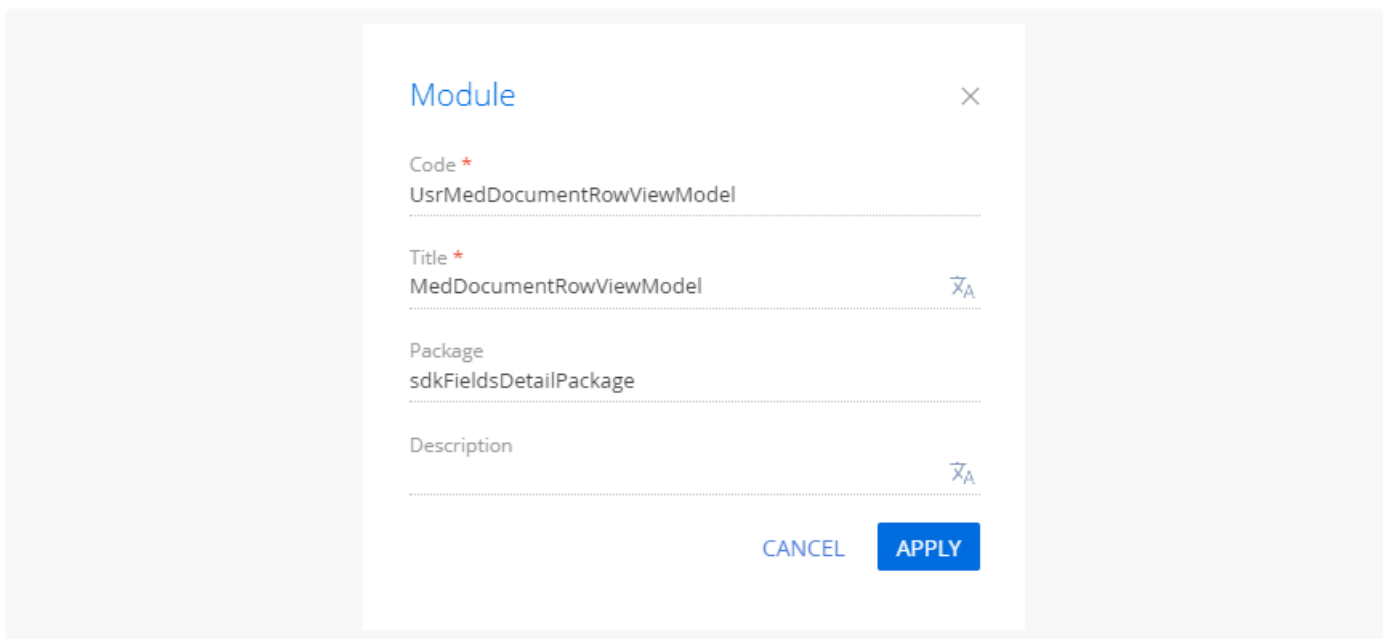 Module
Code *
UsrMedDocumentRowViewModel
Title *
MedDocumentRowViewModel
Package
sdkFieldsDetailPackage
Description
CANCEL APPLY